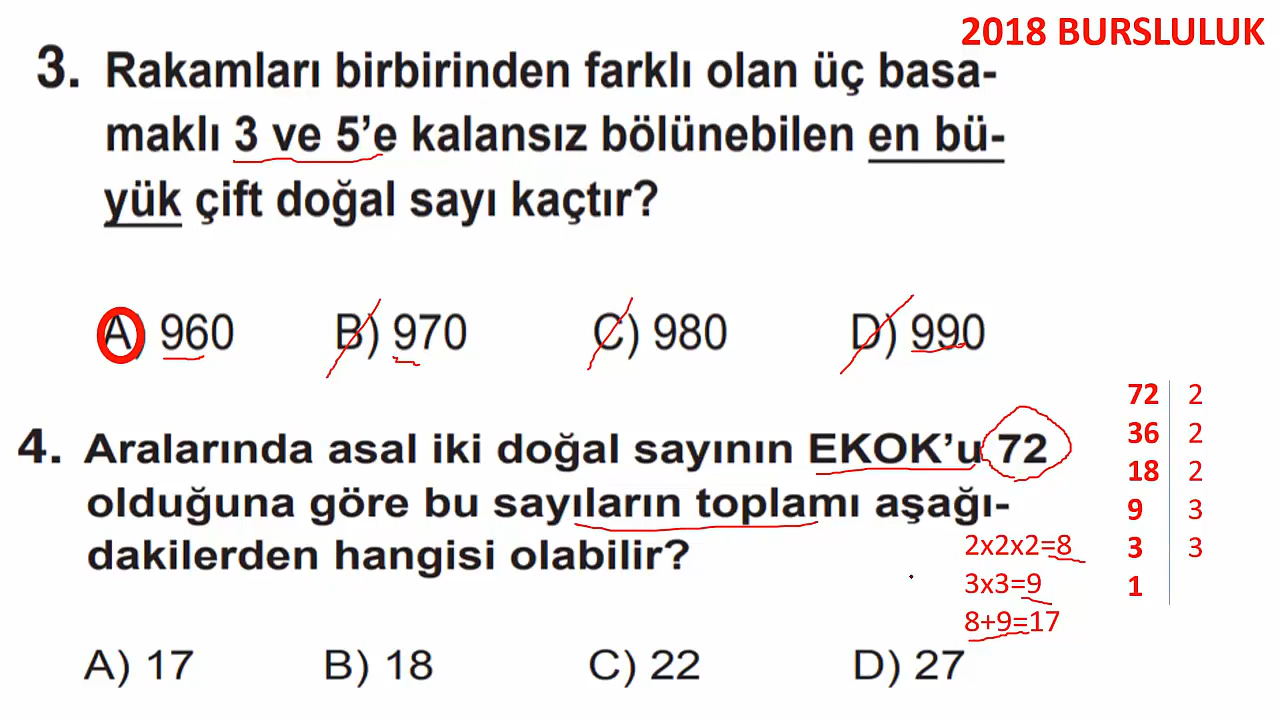 2018 BURSLULUK
3. Rakamları birbirinden farklı olan üç basa-
maklı 3 ve 5’e kalansız bölünebilen en bü-
yük çift doğal sayı kaçtır?
A) 960 B) 970 C) 980 D) 990
4. Aralarında asal iki doğal sayının EKOK’u 72
olduğuna göre bu sayıların toplamı aşağı-
dakilerden hangisi olabilir?
A) 17 B) 18 C) 22 D) 27
72 2
36 2
18 2
9 3
3 3
1
2x2x2=8
3x3=9
8+9=17